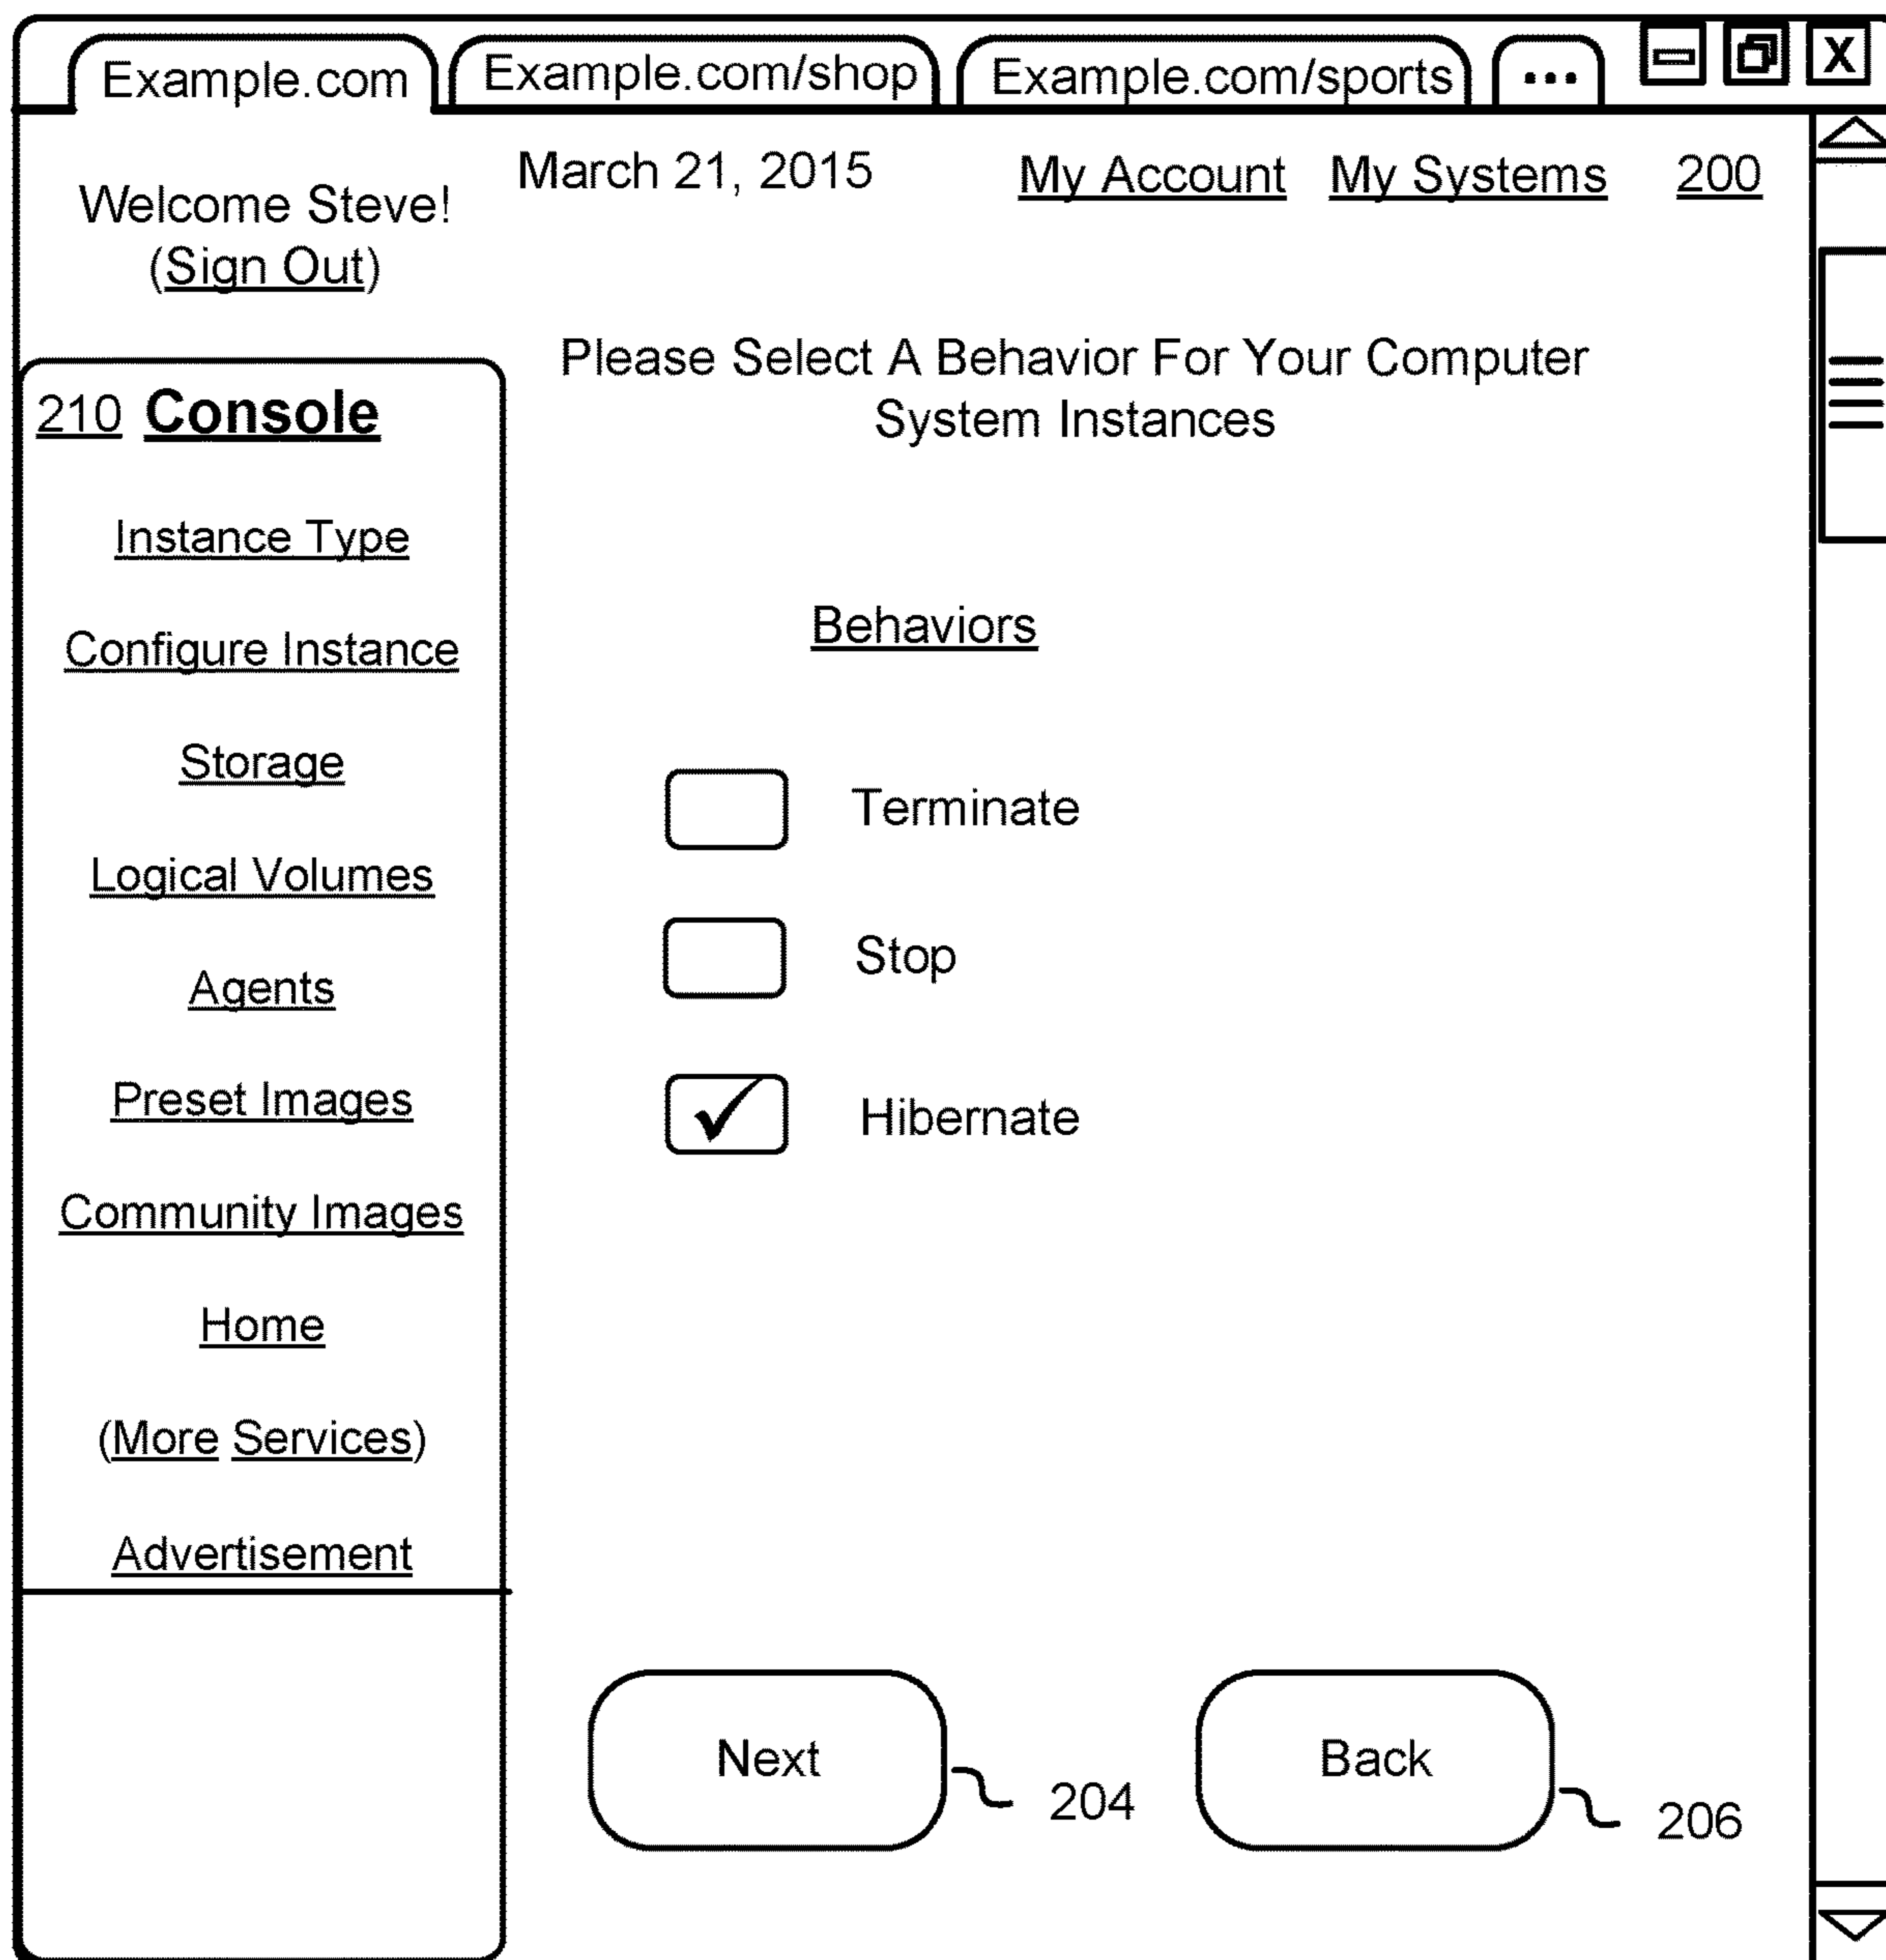 Example.com Example.com/shop Example.com/sports ... X
March 21, 2015 My Account My Systems 200
Welcome Steve!
(Sign Out)
Please Select A Behavior For Your Computer
System Instances
210 Console
Instance Type
Configure Instance
Storage
Logical Volumes
Agents
Preset Images
Community Images
Home
(More Services)
Advertisement
Behaviors
Terminate
Stop
Hibernate
Next 204 Back 206